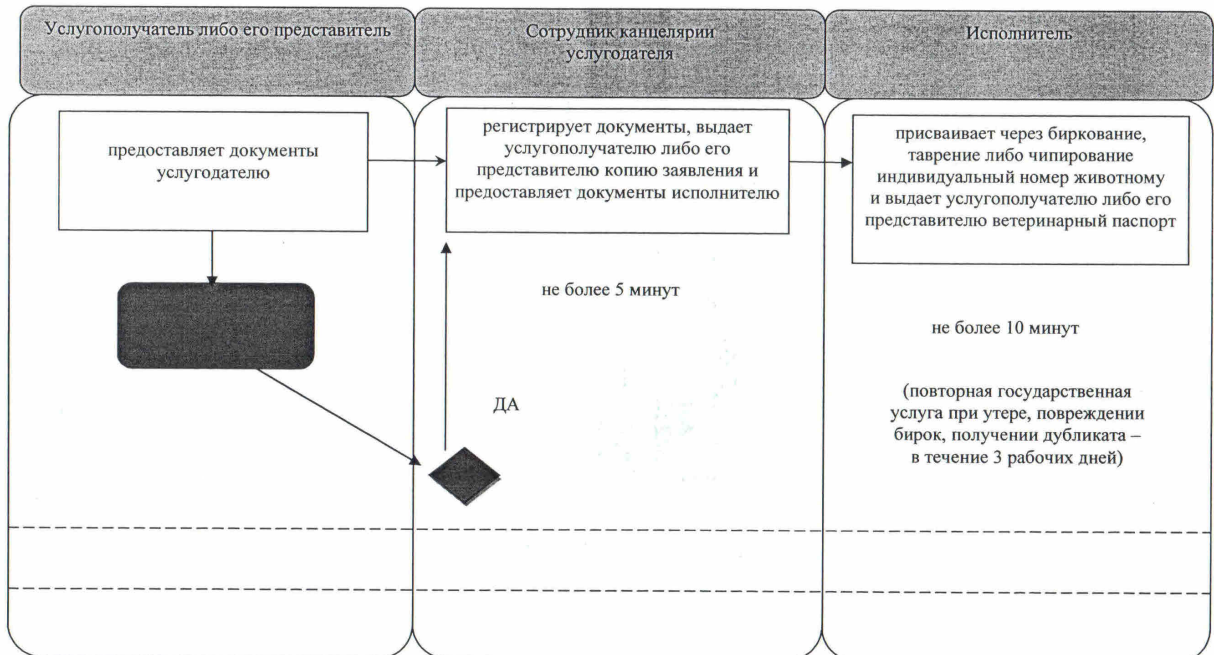 Услугополучатель либо его представитель
Сотрудник канцелярии
услугодателя
Исполнитель
предоставляет документы
услугодателю
регистрирует документы, выдает
услугополучателю либо его
представителю копию заявления и
предоставляет документы исполнителю
присваивает через биркование,
таврение либо чипирование
индивидуальный номер животному
и выдает услугополучателю либо его
представителю ветеринарный паспорт
не более 5 минут
не более 10 минут
ДА
(повторная государственная
услуга при утере, повреждении
бирок, получении дубликата –
в течение 3 рабочих дней)